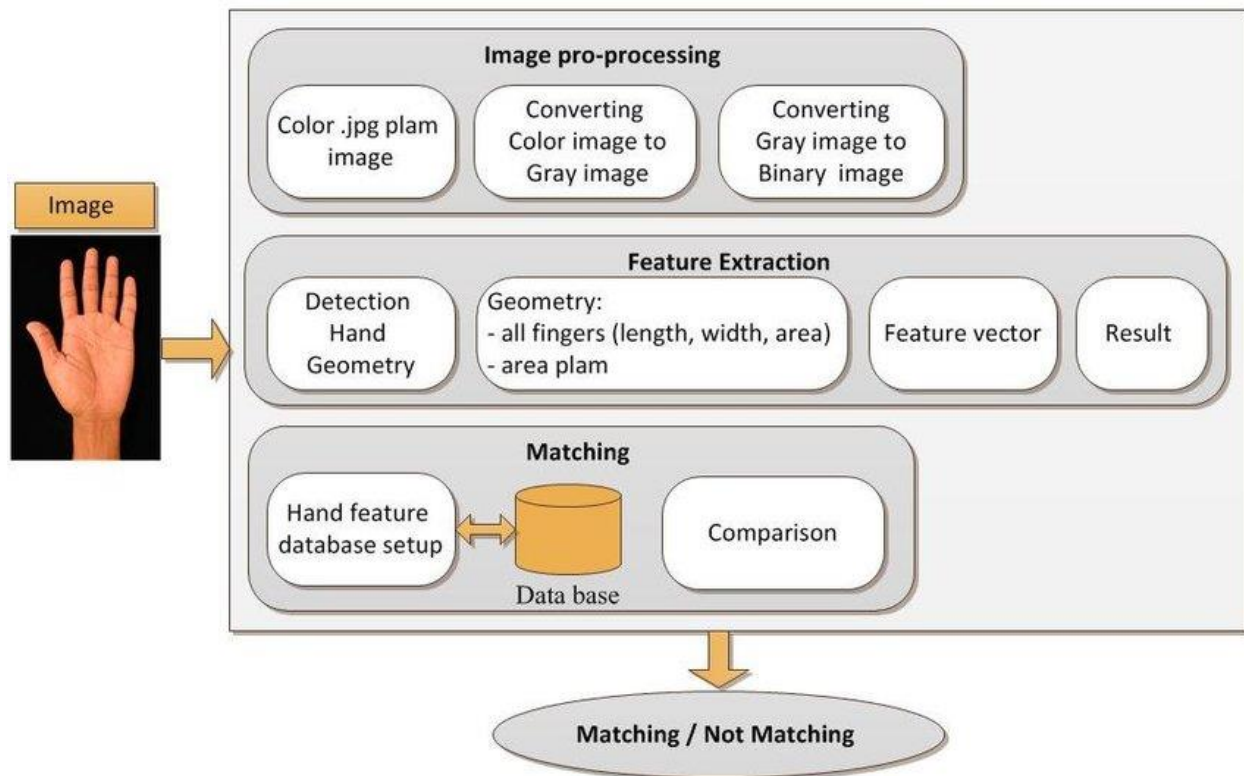 Image
Image pro-processing
Color .jpg plam
image
Converting
Color image to
Gray image
Converting
Gray image to
Binary image
Feature Extraction
Detection
Hand
Geometry
Geometry:
- all fingers (length, width, area)
- area plam
Feature vector
Result
Matching
Hand feature
database setup
Data base
Comparison
Matching / Not Matching